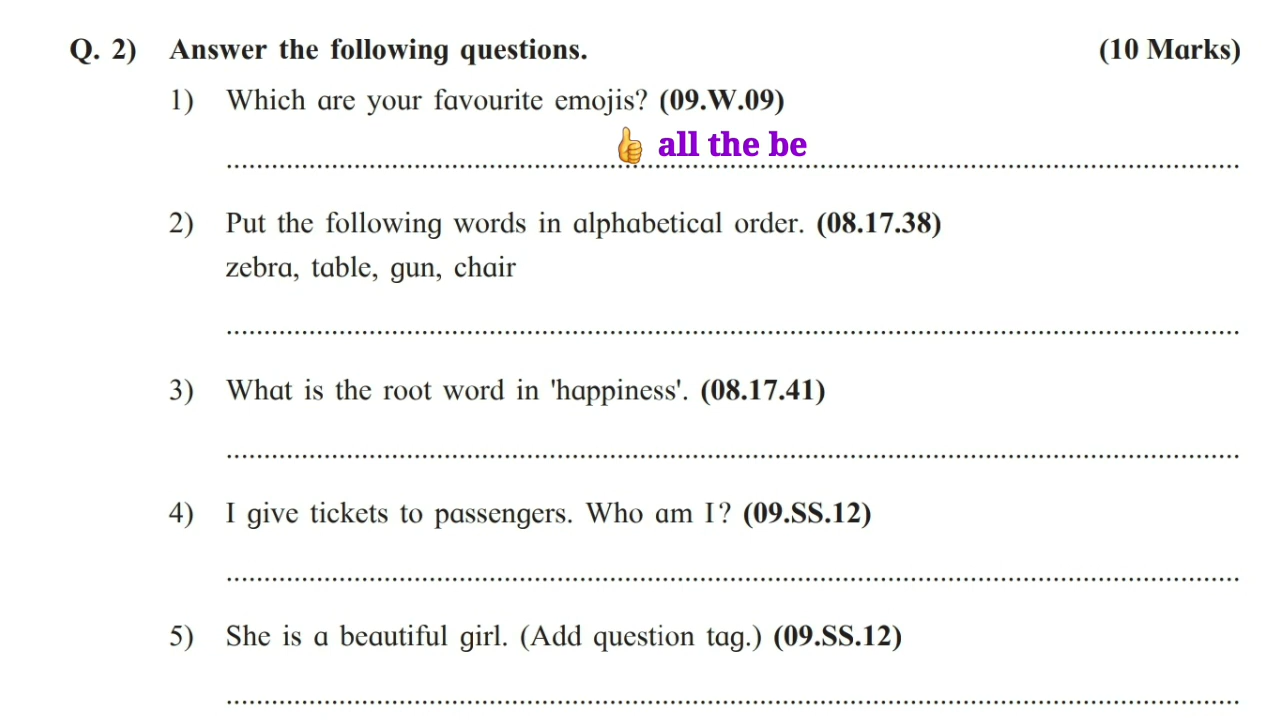 Q. 2) Answer the following questions. (10 Marks)
1) Which are your favourite emojis? (09.W.09)
👍 all the be
........................................................................................................................................
2) Put the following words in alphabetical order. (08.17.38)
zebra, table, gun, chair
........................................................................................................................................
3) What is the root word in 'happiness'. (08.17.41)
........................................................................................................................................
4) I give tickets to passengers. Who am I? (09.SS.12)
........................................................................................................................................
5) She is a beautiful girl. (Add question tag.) (09.SS.12)
........................................................................................................................................